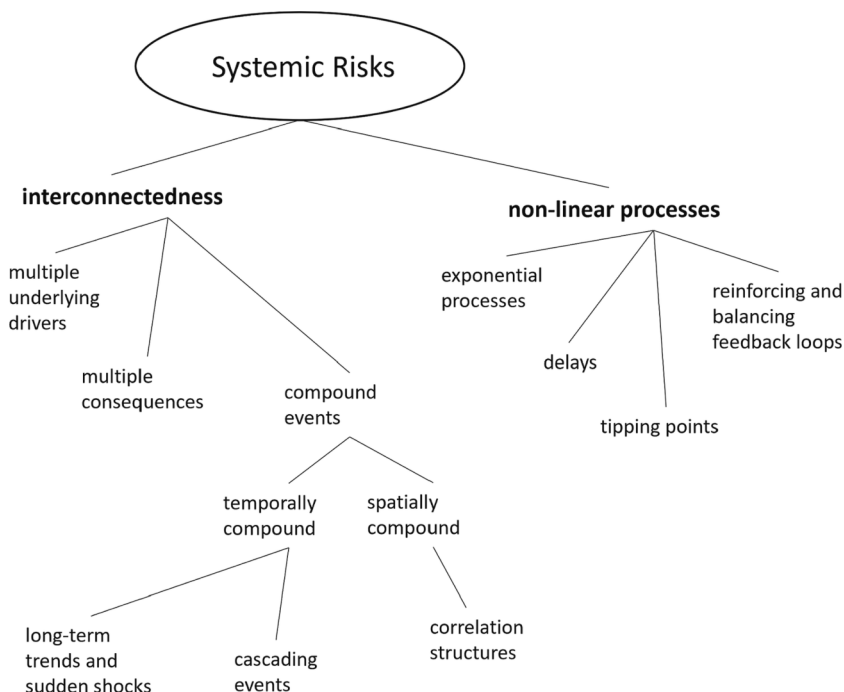 Systemic Risks
interconnectedness
non-linear processes
multiple
underlying
drivers
multiple
consequences
compound
events
exponential
processes
delays
tipping points
reinforcing and
balancing
feedback loops
temporally
compound
spatially
compound
long-term
trends and
sudden shocks
cascading
events
correlation
structures